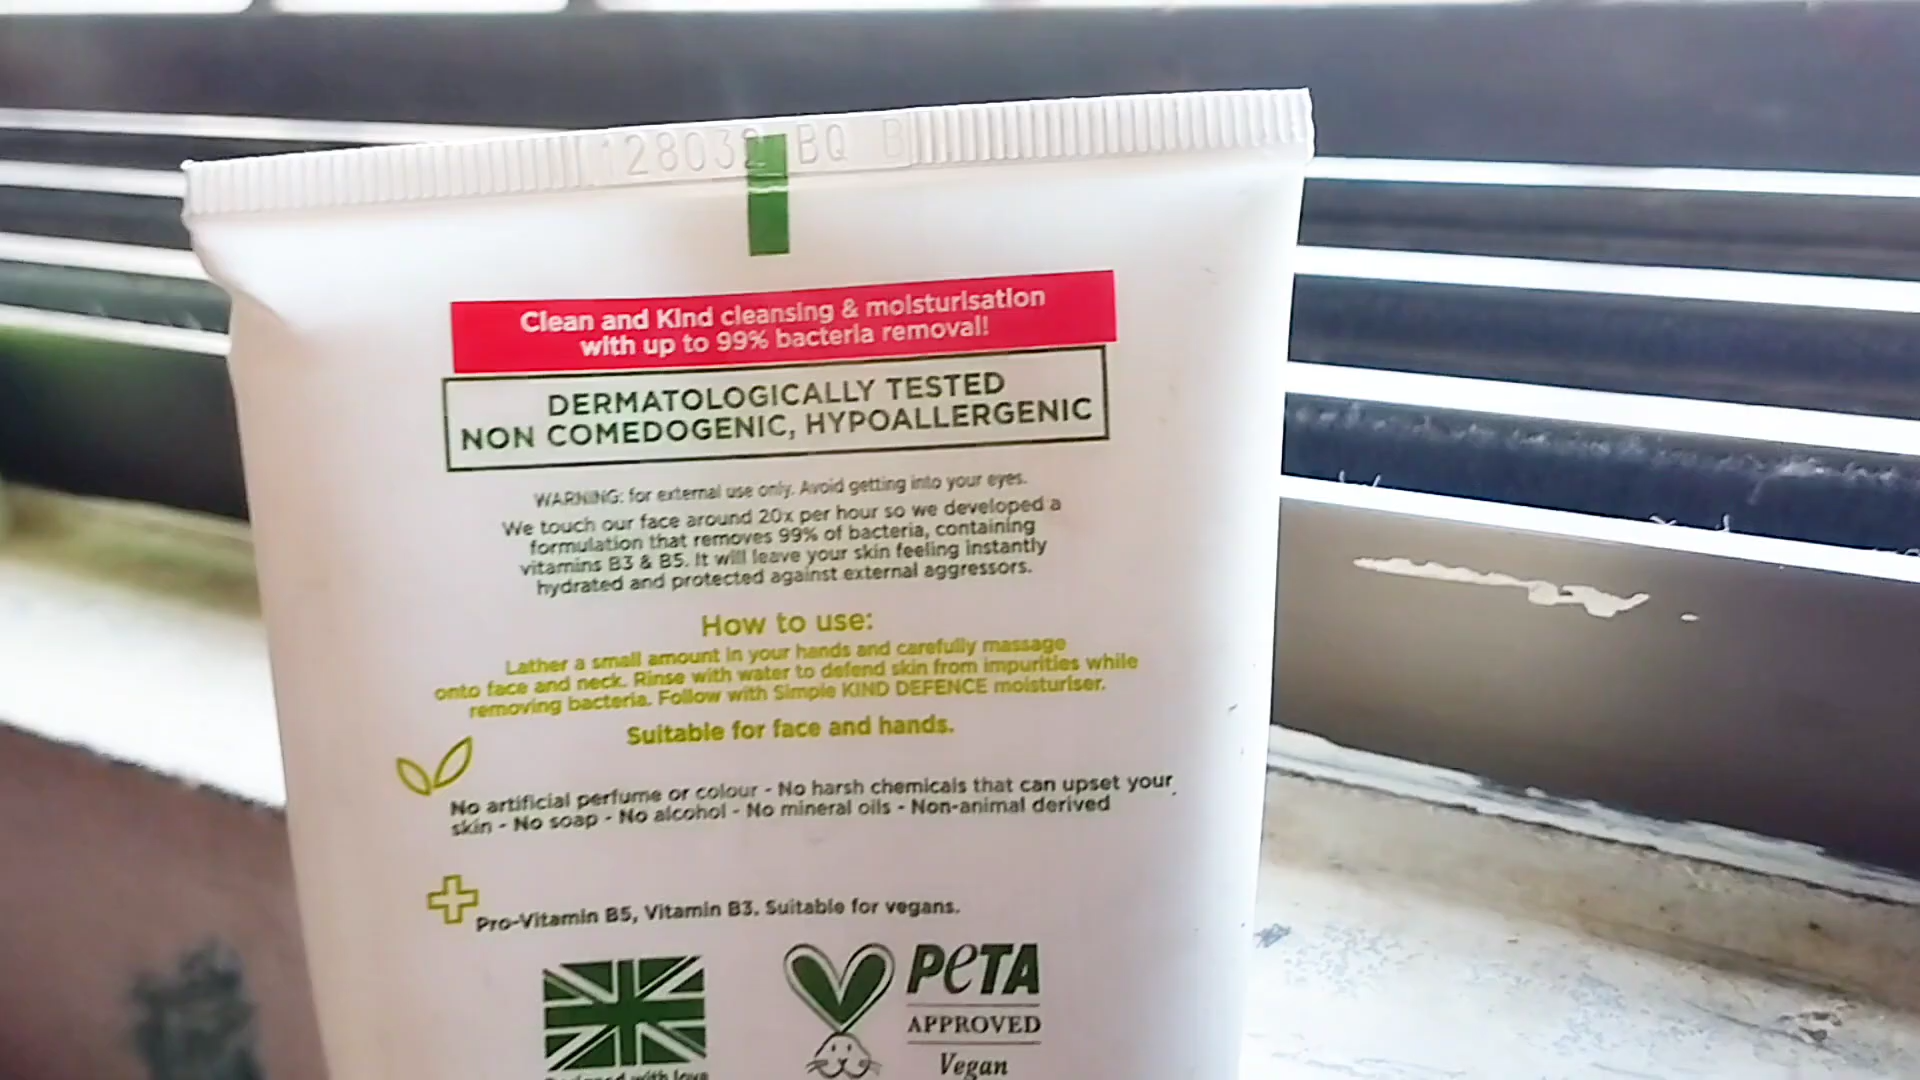 128032 BQ B
Clean and Kind cleansing & moisturisation
with up to 99% bacteria removal!
DERMATOLOGICALLY TESTED
NON COMEDOGENIC, HYPOALLERGENIC
WARNING: for external use only. Avoid getting into your eyes.
We touch our face around 20x per hour so we developed a
formulation that removes 99% of bacteria, containing
vitamins B3 & B5. It will leave your skin feeling instantly
hydrated and protected against external aggressors.
How to use:
Lather a small amount in your hands and carefully massage
onto face and neck. Rinse with water to defend skin from impurities while
removing bacteria. Follow with Simple KIND DEFENCE moisturiser.
Suitable for face and hands.
No artificial perfume or colour - No harsh chemicals that can upset your
skin - No soap - No alcohol - No mineral oils - Non-animal derived
Pro-Vitamin B5, Vitamin B3. Suitable for vegans.
PeTA
APPROVED
Vegan
Designed with love